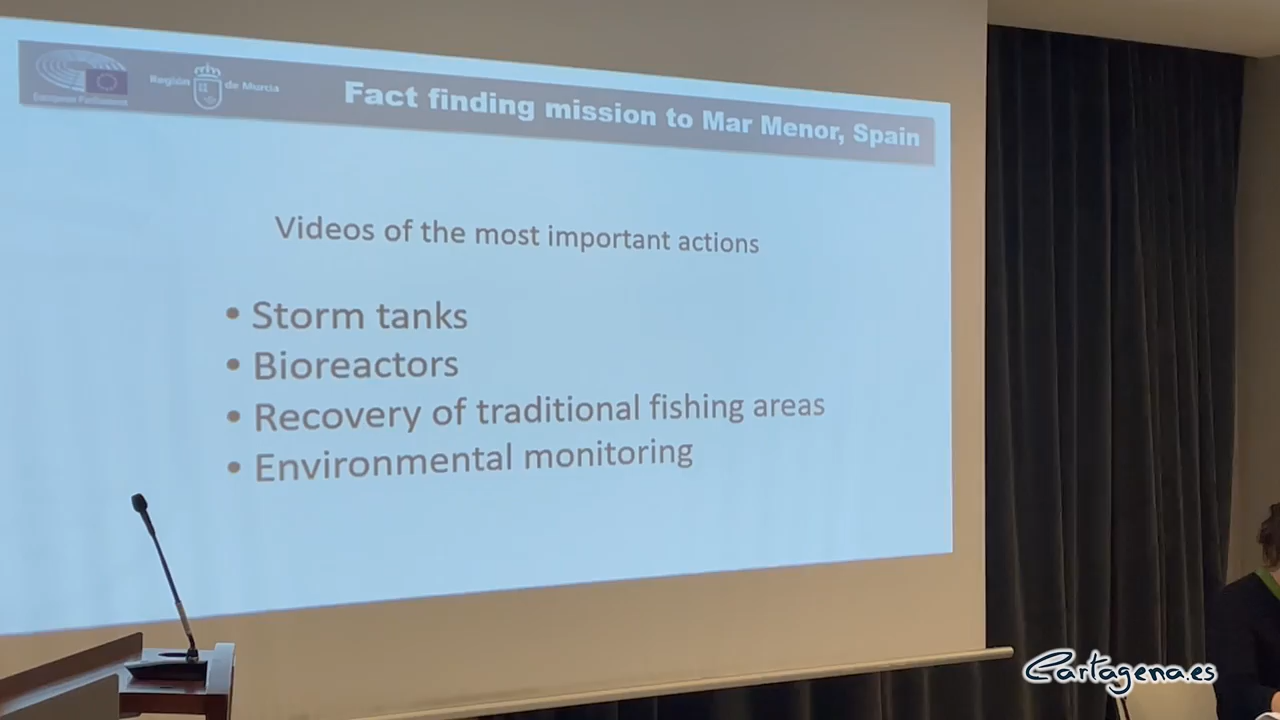 European Parliament
Región de Murcia
Fact finding mission to Mar Menor, Spain
Videos of the most important actions
• Storm tanks
• Bioreactors
• Recovery of traditional fishing areas
• Environmental monitoring
Cartagena.es